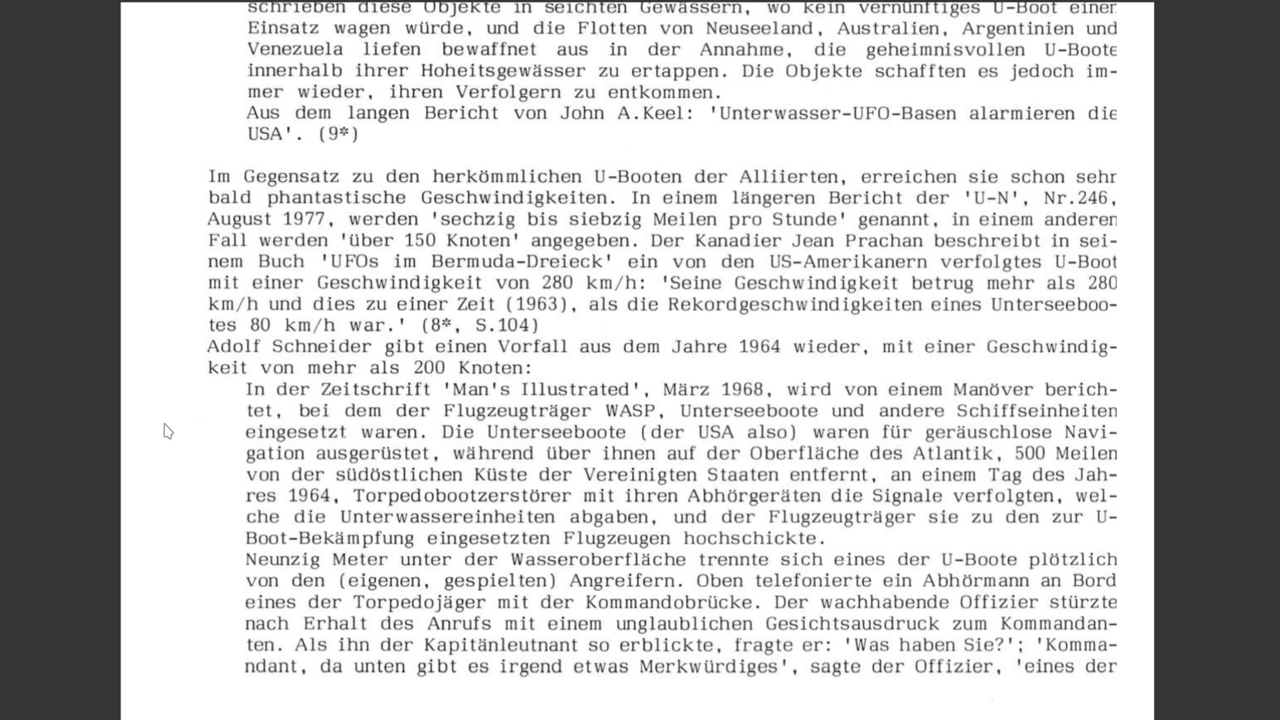 schrieben diese Objekte in seichten Gewässern, wo kein vernünftiges U-Boot einen
Einsatz wagen würde, und die Flotten von Neuseeland, Australien, Argentinien und
Venezuela liefen bewaffnet aus in der Annahme, die geheimnisvollen U-Boote
innerhalb ihrer Hoheitsgewässer zu ertappen. Die Objekte schafften es jedoch im-
mer wieder, ihren Verfolgern zu entkommen.
Aus dem langen Bericht von John A.Keel: 'Unterwasser-UFO-Basen alarmieren die
USA'. (9*)
Im Gegensatz zu den herkömmlichen U-Booten der Alliierten, erreichen sie schon sehr
bald phantastische Geschwindigkeiten. In einem längeren Bericht der 'U-N', Nr.246,
August 1977, werden 'sechzig bis siebzig Meilen pro Stunde' genannt, in einem anderen
Fall werden 'über 150 Knoten' angegeben. Der Kanadier Jean Prachan beschreibt in sei-
nem Buch 'UFOs im Bermuda-Dreieck' ein von den US-Amerikanern verfolgtes U-Boot
mit einer Geschwindigkeit von 280 km/h: 'Seine Geschwindigkeit betrug mehr als 280
km/h und dies zu einer Zeit (1963), als die Rekordgeschwindigkeiten eines Unterseeboo-
tes 80 km/h war.' (8*, S.104)
Adolf Schneider gibt einen Vorfall aus dem Jahre 1964 wieder, mit einer Geschwindig-
keit von mehr als 200 Knoten:
In der Zeitschrift 'Man's Illustrated', März 1968, wird von einem Manöver berich-
tet, bei dem der Flugzeugträger WASP, Unterseeboote und andere Schiffseinheiten
eingesetzt waren. Die Unterseeboote (der USA also) waren für geräuschlose Navi-
gation ausgerüstet, während über ihnen auf der Oberfläche des Atlantik, 500 Meilen
von der südöstlichen Küste der Vereinigten Staaten entfernt, an einem Tag des Jah-
res 1964, Torpedobootzerstörer mit ihren Abhörgeräten die Signale verfolgten, wel-
che die Unterwassereinheiten abgaben, und der Flugzeugträger sie zu den zur U-
Boot-Bekämpfung eingesetzten Flugzeugen hochschickte.
Neunzig Meter unter der Wasseroberfläche trennte sich eines der U-Boote plötzlich
von den (eigenen, gespielten) Angreifern. Oben telefonierte ein Abhörmann an Bord
eines der Torpedojäger mit der Kommandobrücke. Der wachhabende Offizier stürzte
nach Erhalt des Anrufs mit einem unglaublichen Gesichtsausdruck zum Kommandan-
ten. Als ihn der Kapitänleutnant so erblickte, fragte er: 'Was haben Sie?'; 'Komma-
ndant, da unten gibt es irgend etwas Merkwürdiges', sagte der Offizier, 'eines der